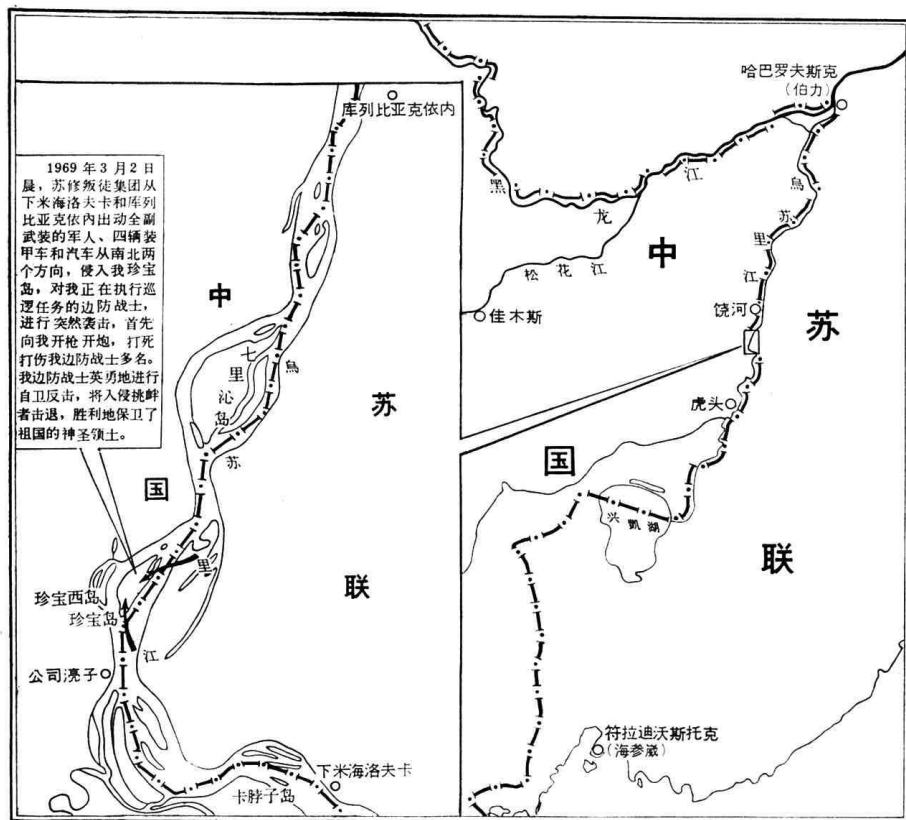 库列比亚克依内
1969年3月2日
晨，苏修叛徒集团从
下米海洛夫卡和库列
比亚克依内出动全副
武装的军人、四辆装
甲车和汽车从南北两
个方向，侵入我珍宝
岛，对我正在执行巡
逻任务的边防战士，
进行突然袭击，首先
向我开枪开炮，打死
打伤我边防战士多名。
我边防战士英勇地进行
自卫反击，将入侵挑衅
者击退，胜利地保卫了
祖国的神圣领土。
中
国
苏
联
七里沁岛
烏苏里江
珍宝西岛
珍宝岛
公司亮子
下米海洛夫卡
卡脖子岛
哈巴罗夫斯克
（伯力）
黑龙江
烏苏里江
松花江
中
国
苏
联
佳木斯
饶河
虎头
兴凱湖
符拉迪沃斯托克
（海参崴）